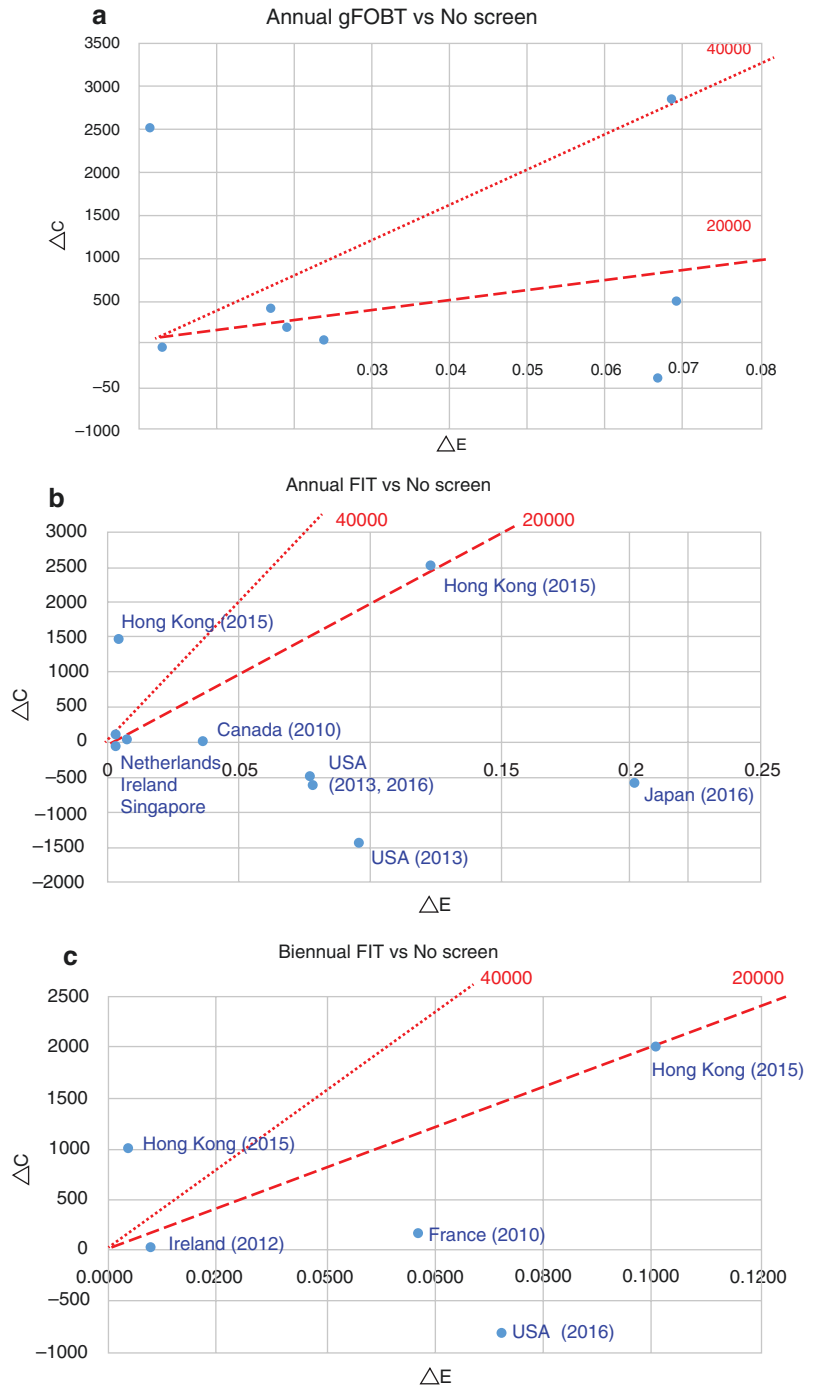 a
Annual gFOBT vs No screen
3500
40000
3000
2500
2000
1500
20000
1000
500
0.03 0.04 0.05 0.06 0.07 0.08
−50
−1000
△C
△E
b
Annual FIT vs No screen
3000
40000
20000
2500
Hong Kong (2015)
2000
Hong Kong (2015)
1500
1000
500
Canada (2010)
0
Netherlands
Ireland
Singapore
USA
(2013, 2016)
0 0.05 0.15 0.2 0.25
−500
Japan (2016)
−1000
−1500
USA (2013)
−2000
△C
△E
c
Biennual FIT vs No screen
40000
20000
2500
2000
Hong Kong (2015)
1500
1000
Hong Kong (2015)
500
France (2010)
Ireland (2012)
0
0.0000 0.0200 0.0500 0.0600 0.0800 0.1000 0.1200
−500
USA (2016)
−1000
△C
△E